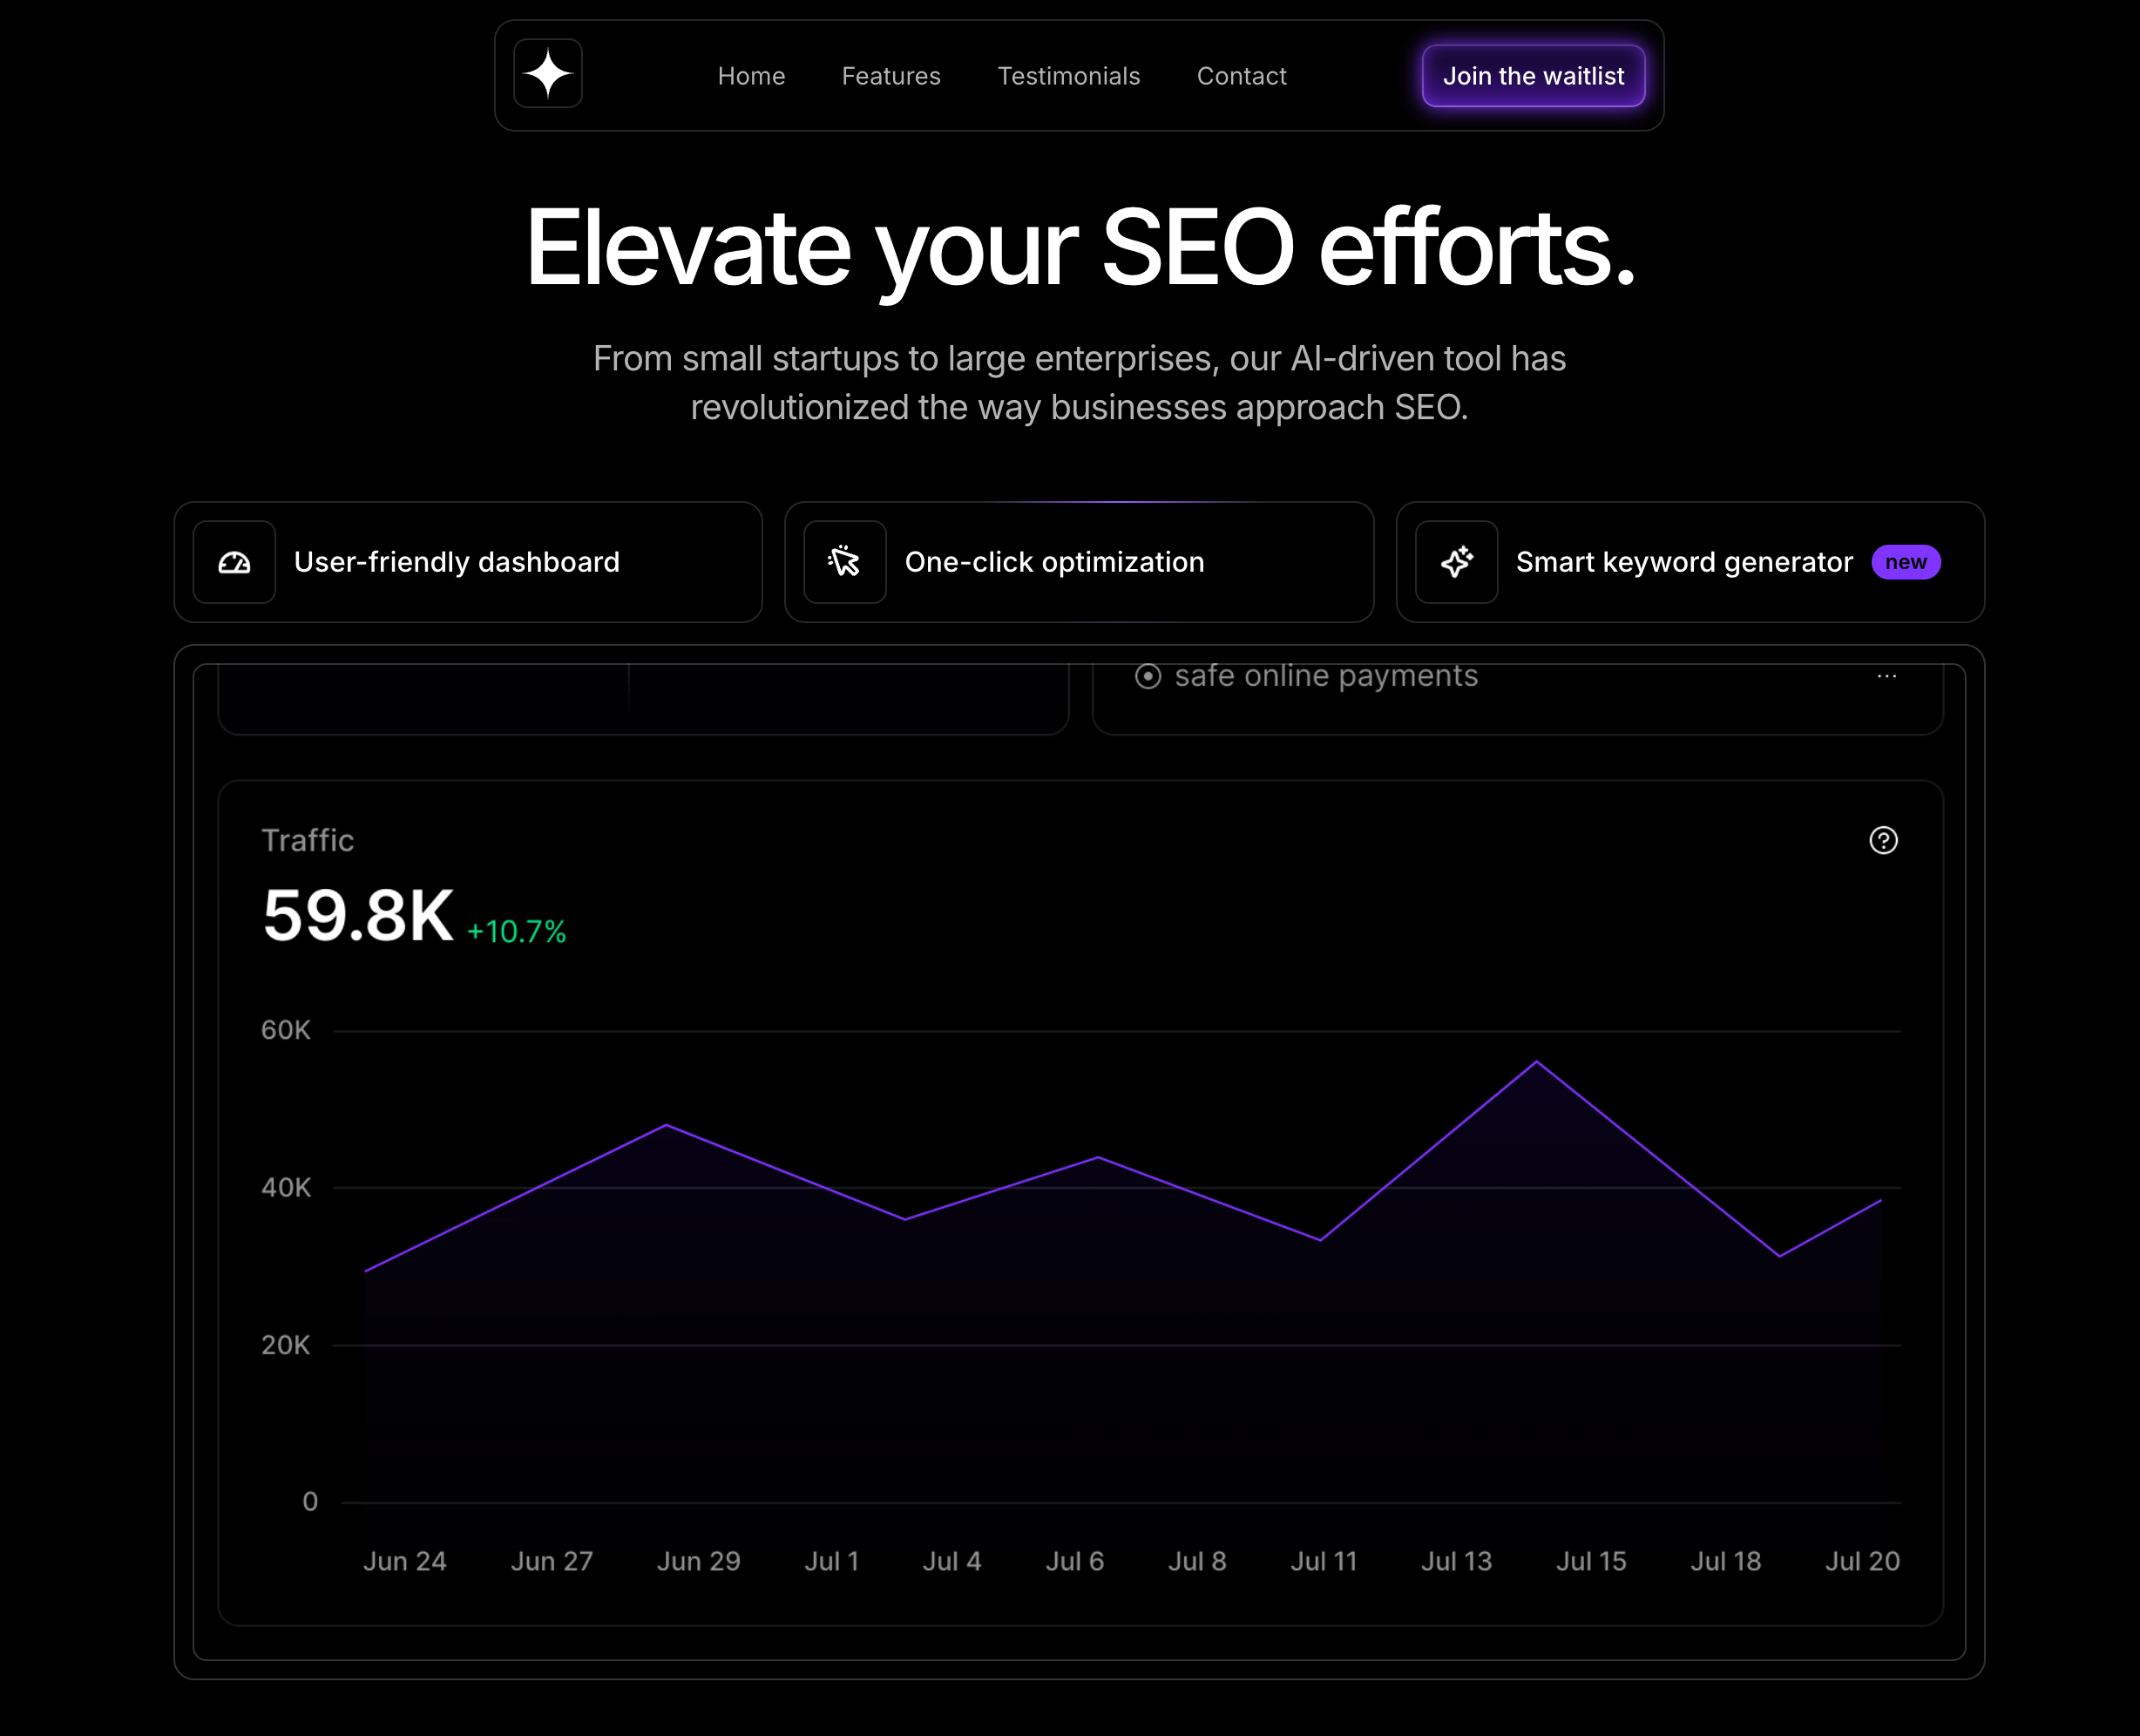 Home Features Testimonials Contact Join the waitlist
Elevate your SEO efforts.
From small startups to large enterprises, our AI-driven tool has
revolutionized the way businesses approach SEO.
User-friendly dashboard
One-click optimization
Smart keyword generator new
safe online payments ...
Traffic
59.8K +10.7%
60K
40K
20K
0
Jun 24 Jun 27 Jun 29 Jul 1 Jul 4 Jul 6 Jul 8 Jul 11 Jul 13 Jul 15 Jul 18 Jul 20